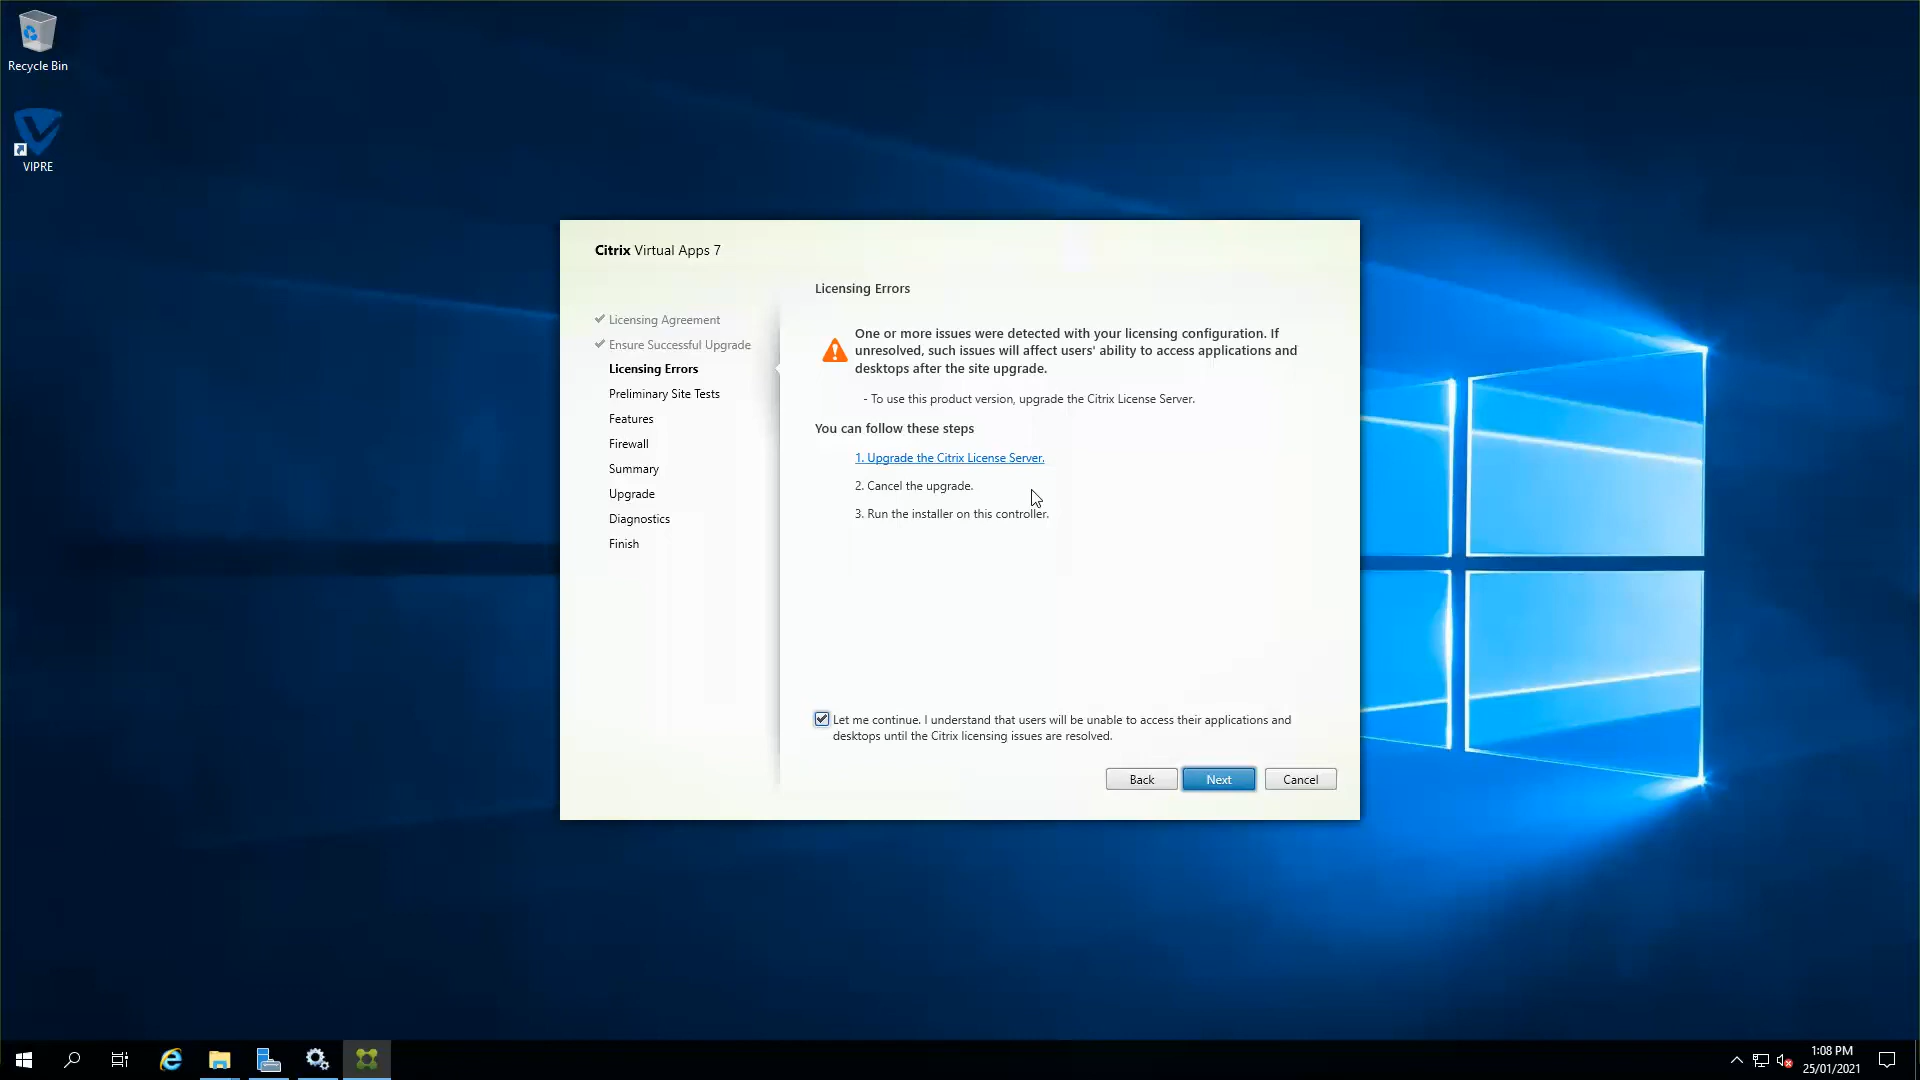 Recycle Bin
VIPRE
Citrix Virtual Apps 7
Licensing Agreement
Ensure Successful Upgrade
Licensing Errors
Preliminary Site Tests
Features
Firewall
Summary
Upgrade
Diagnostics
Finish
Licensing Errors
One or more issues were detected with your licensing configuration. If
unresolved, such issues will affect users' ability to access applications and
desktops after the site upgrade.
- To use this product version, upgrade the Citrix License Server.
You can follow these steps
1. Upgrade the Citrix License Server.
2. Cancel the upgrade.
3. Run the installer on this controller.
Let me continue. I understand that users will be unable to access their applications and
desktops until the Citrix licensing issues are resolved.
Back
Next
Cancel
1:08 PM
25/01/2021